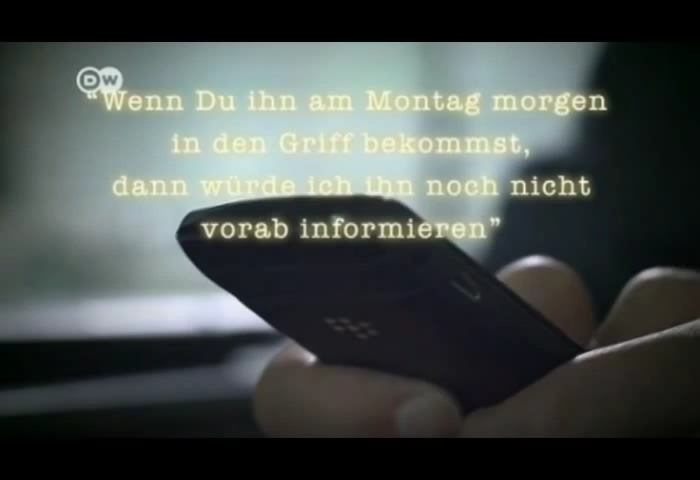 DW
“Wenn Du ihn am Montag morgen
in den Griff bekommst,
dann würde ich ihn noch nicht
vorab informieren”